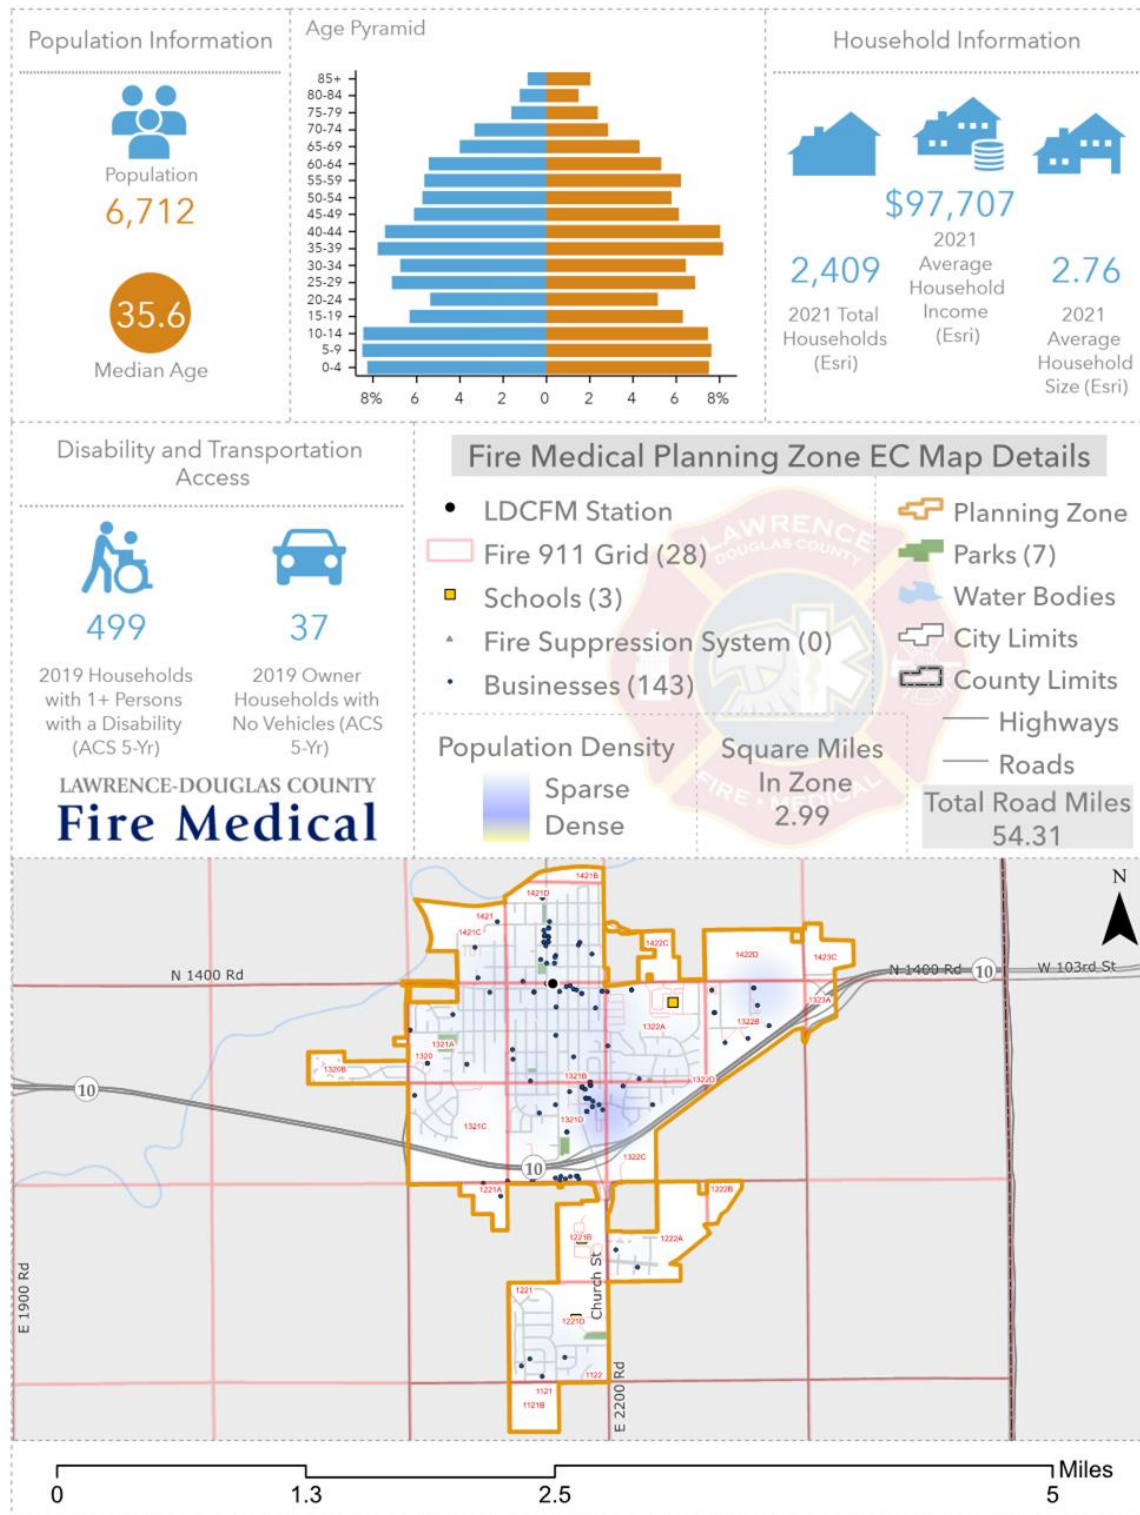 Population Information
Population
6,712
35.6
Median Age
Age Pyramid
85+
80-84
75-79
70-74
65-69
60-64
55-59
50-54
45-49
40-44
35-39
30-34
25-29
20-24
15-19
10-14
5-9
0-4
8% 6 4 2 0 2 4 6 8%
Household Information
2,409
2021 Total
Households
(Esri)
$97,707
2021
Average
Household
Income
(Esri)
2.76
2021
Average
Household
Size (Esri)
Disability and Transportation
Access
499
2019 Households
with 1+ Persons
with a Disability
(ACS 5-Yr)
37
2019 Owner
Households with
No Vehicles (ACS
5-Yr)
LAWRENCE-DOUGLAS COUNTY
Fire Medical
Fire Medical Planning Zone EC Map Details
LDCFM Station
Fire 911 Grid (28)
Schools (3)
Fire Suppression System (0)
Businesses (143)
Planning Zone
Parks (7)
Water Bodies
City Limits
County Limits
Highways
Roads
LAWRENCE
DOUGLAS COUNTY
FIRE • MEDICAL
Population Density
Sparse
Dense
Square Miles
In Zone
2.99
Total Road Miles
54.31
N
1421B
1421D
1421
1421C
1422C
1422D
1423C
N 1400 Rd
N 1400 Rd
10
W 103rd St
1323A
1322B
1322A
1321A
1320
1320B
1321B
1322D
10
1321C
1321D
1322C
10
1221A
1222B
1221B
1222A
Church St
E 1900 Rd
1221
1221D
1122
E 2200 Rd
1121
1121B
Miles
0 1.3 2.5 5